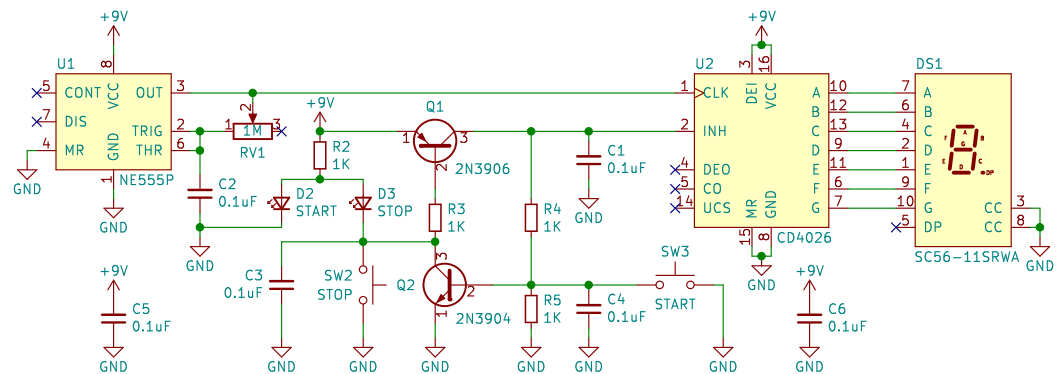 +9V
U1
8
VCC
5 CONT OUT 3
7 DIS
TRIG 2
4 MR THR 6
GND
1
NE555P
GND
GND
2
1 1M 3
RV1
C2
0.1uF
GND
+9V
R2
1K
D2
START
D3
STOP
Q1
1 3
2N3906
2
R3
1K
R4
1K
C1
0.1uF
GND
+9V
U2
3 16
DEI VCC
1 CLK A 10
B 12
2 INH C 13
D 9
4 DEO E 11
5 CO F 6
14 UCS G 7
MR GND
15 8
CD4026
GND
DS1
7 A
6 B
4 C
2 D
1 E
9 F
10 G CC 3
5 DP CC 8
A
F B
G
E C
D DP
SC56-11SRWA
GND
+9V
C5
0.1uF
GND
C3
0.1uF
GND
SW2
STOP
GND
3
Q2
2
1
2N3904
GND
R5
1K
GND
C4
0.1uF
GND
SW3
START
GND
+9V
C6
0.1uF
GND